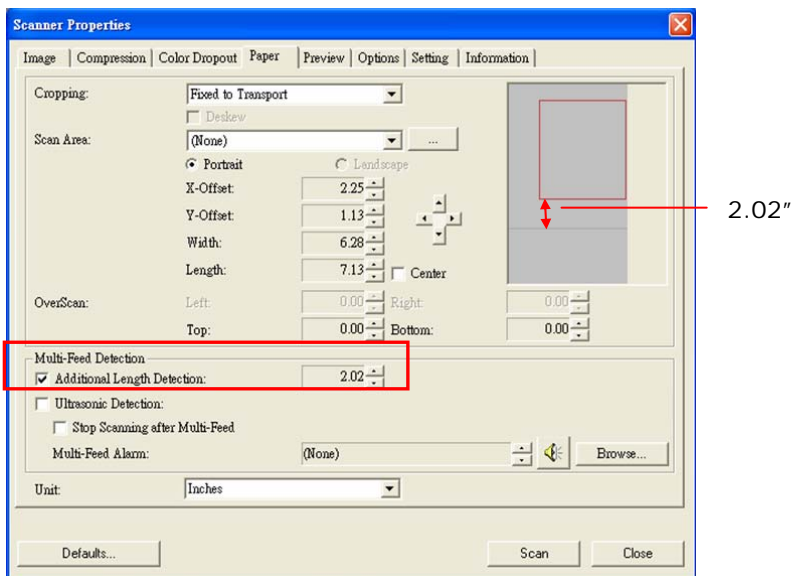 Scanner Properties
Image Compression Color Dropout Paper Preview Options Setting Information
Cropping: Fixed to Transport
Deskew
Scan Area: (None) ...
Portrait Landscape
X-Offset: 2.25
Y-Offset: 1.13
2.02"
Width: 6.28
Length: 7.13 Center
OverScan: Left: 0.00 Right: 0.00
Top: 0.00 Bottom: 0.00
Multi-Feed Detection
Additional Length Detection: 2.02
Ultrasonic Detection:
Stop Scanning after Multi-Feed
Multi-Feed Alarm: (None) Browse...
Unit: Inches
Defaults... Scan Close